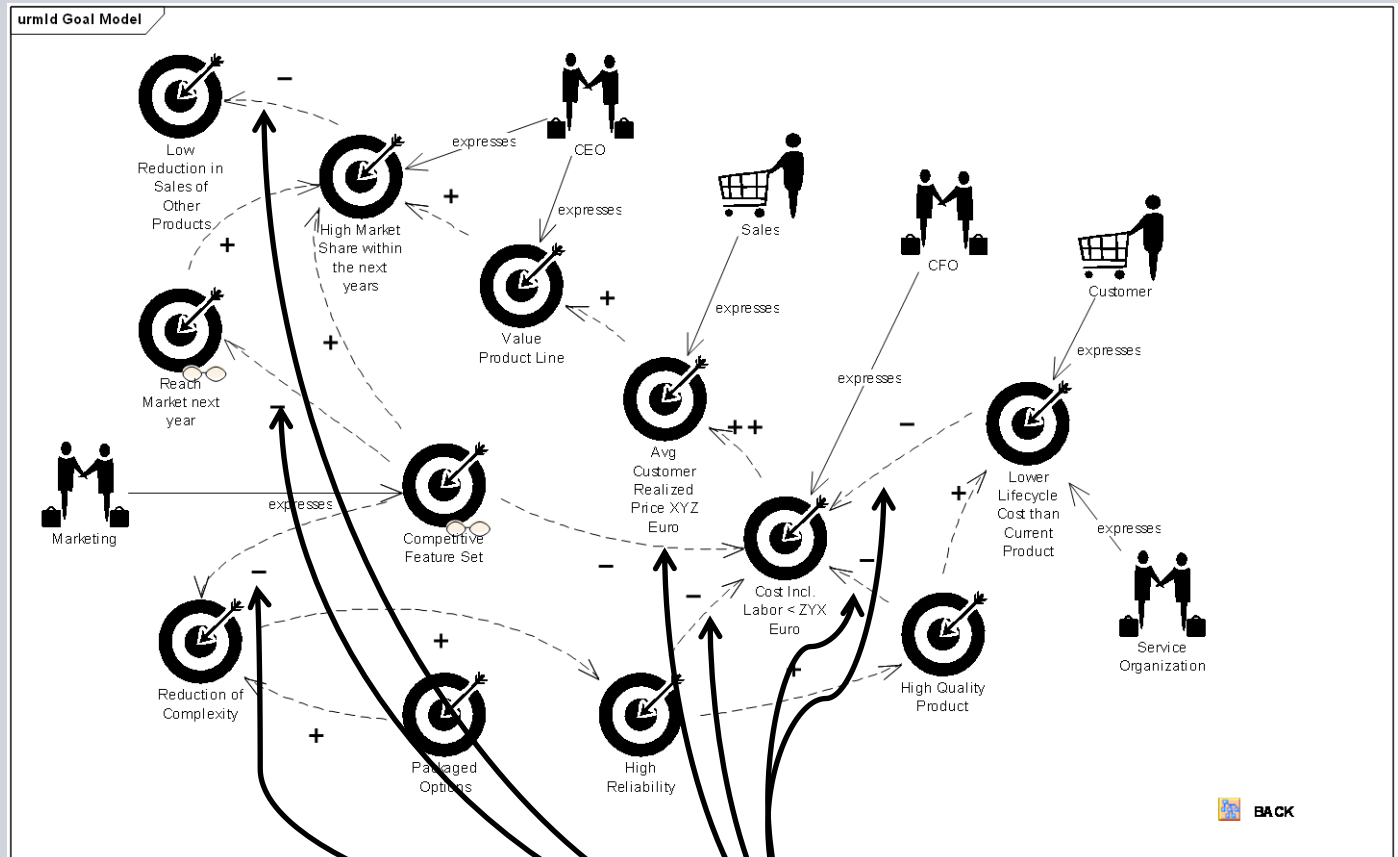 urmld Goal Model
−
Low
Reduction in
Sales of
Other
Products
expresses
CEO
+
High Market
Share within
the next
years
expresses
Sales
CFO
Customer
+
+
Value
Product Line
expresses
+
expresses
expresses
Reach
Market next
year
−
++
−
Avg
Customer
Realized
Price XYZ
Euro
Lower
Lifecycle
Cost than
Current
Product
+
expresses
expresses
Marketing
Competitive
Feature Set
−
−
−
−
Cost Incl.
Labor < ZYX
Euro
+
+
Service
Organization
Reduction of
Complexity
High Quality
Product
+
Packaged
Options
High
Reliability
BACK